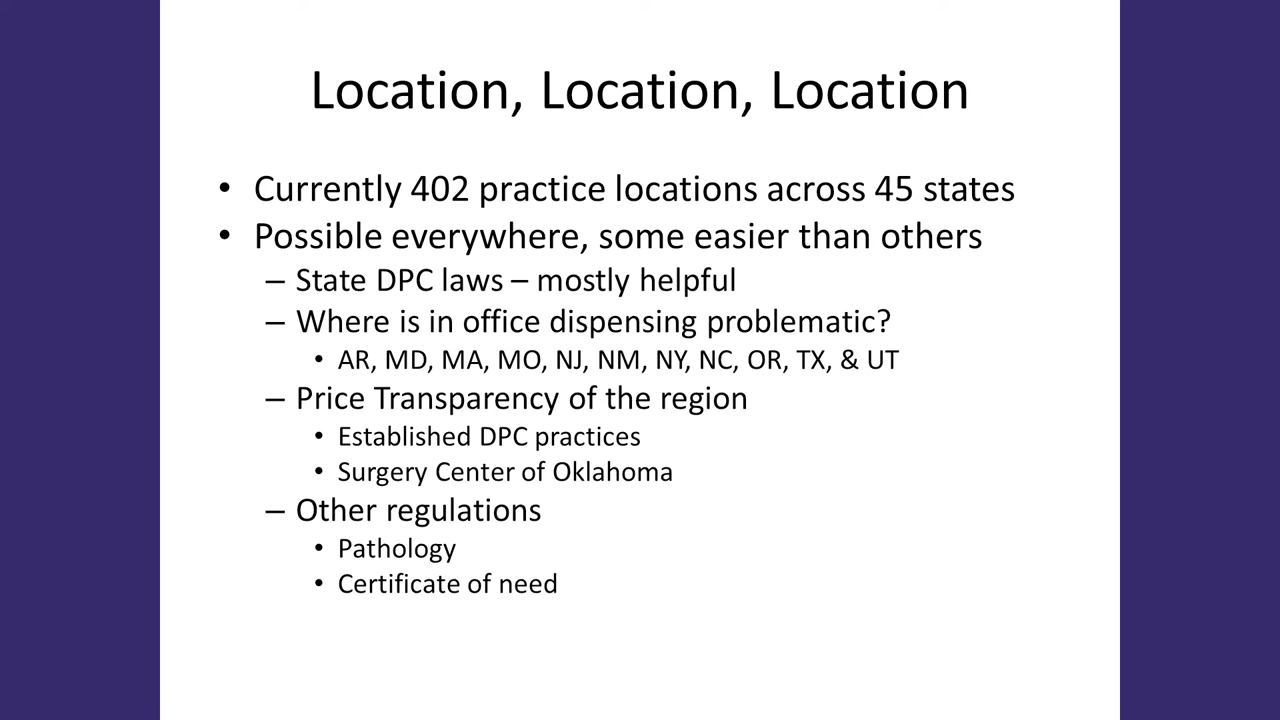 Location, Location, Location
• Currently 402 practice locations across 45 states
• Possible everywhere, some easier than others
– State DPC laws – mostly helpful
– Where is in office dispensing problematic?
• AR, MD, MA, MO, NJ, NM, NY, NC, OR, TX, & UT
– Price Transparency of the region
• Established DPC practices
• Surgery Center of Oklahoma
– Other regulations
• Pathology
• Certificate of need